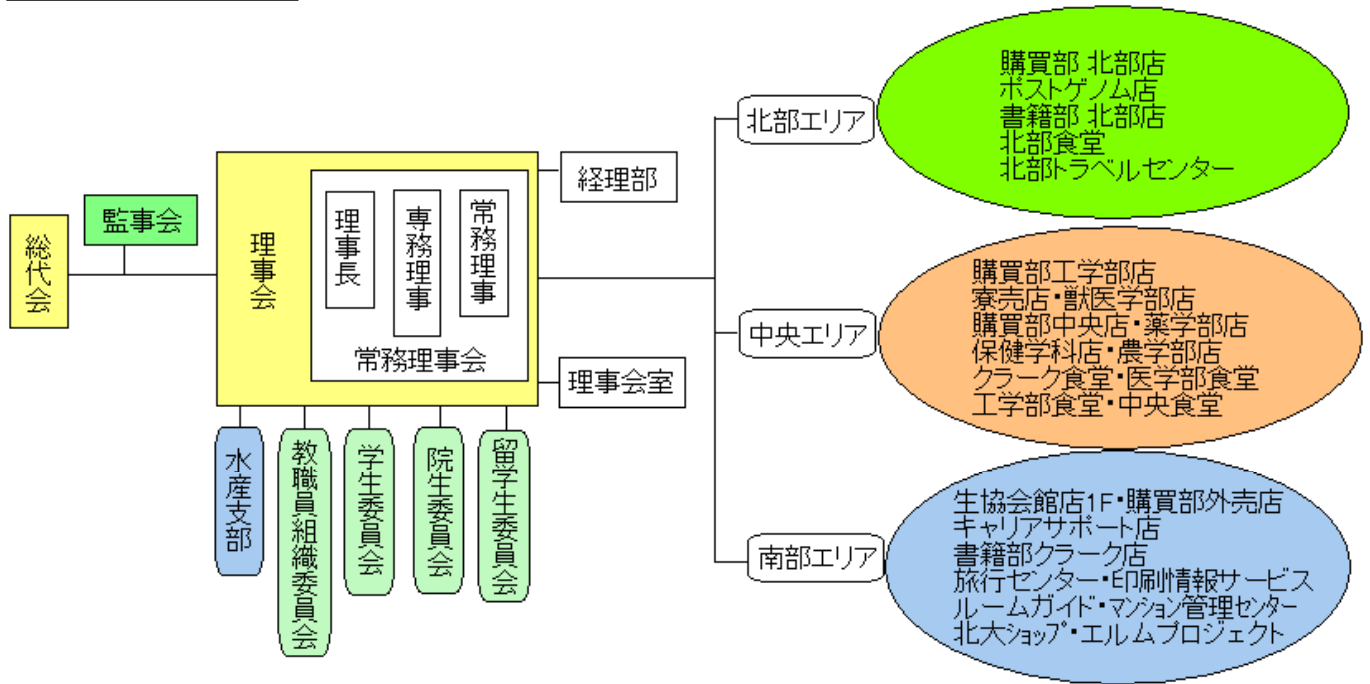 総代会
監事会
理事会
理事長
専務理事
常務理事
常務理事会
経理部
理事会室
水産支部
教職員組織委員会
学生委員会
院生委員会
留学生委員会
北部エリア
購買部 北部店
ポストゲノム店
書籍部 北部店
北部食堂
北部トラベルセンター
中央エリア
購買部工学部店
寮売店・獣医学部店
購買部中央店・薬学部店
保健学科店・農学部店
クラーク食堂・医学部食堂
工学部食堂・中央食堂
南部エリア
生協会館店1F・購買部外売店
キャリアサポート店
書籍部クラーク店
旅行センター・印刷情報サービス
ルームガイド・マンション管理センター
北大ショップ・エルムプロジェクト